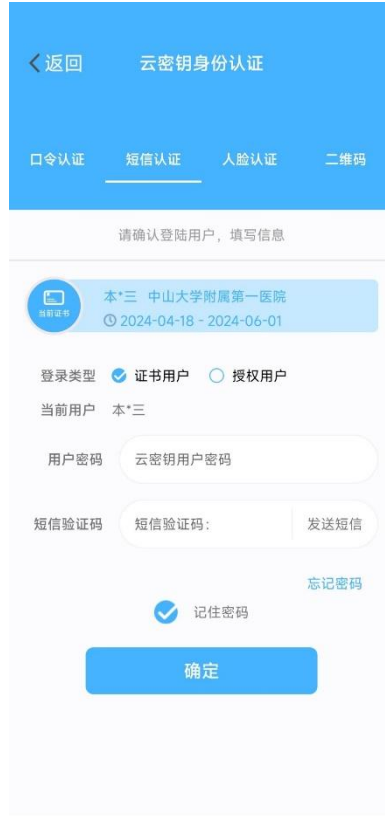 返回 云密钥身份认证
口令认证 短信认证 人脸认证 二维码
请确认登陆用户，填写信息
本*三 中山大学附属第一医院
当前证书
2024-04-18 - 2024-06-01
登录类型 证书用户 授权用户
当前用户 本*三
用户密码 云密钥用户密码
短信验证码 短信验证码： 发送短信
忘记密码
记住密码
确定